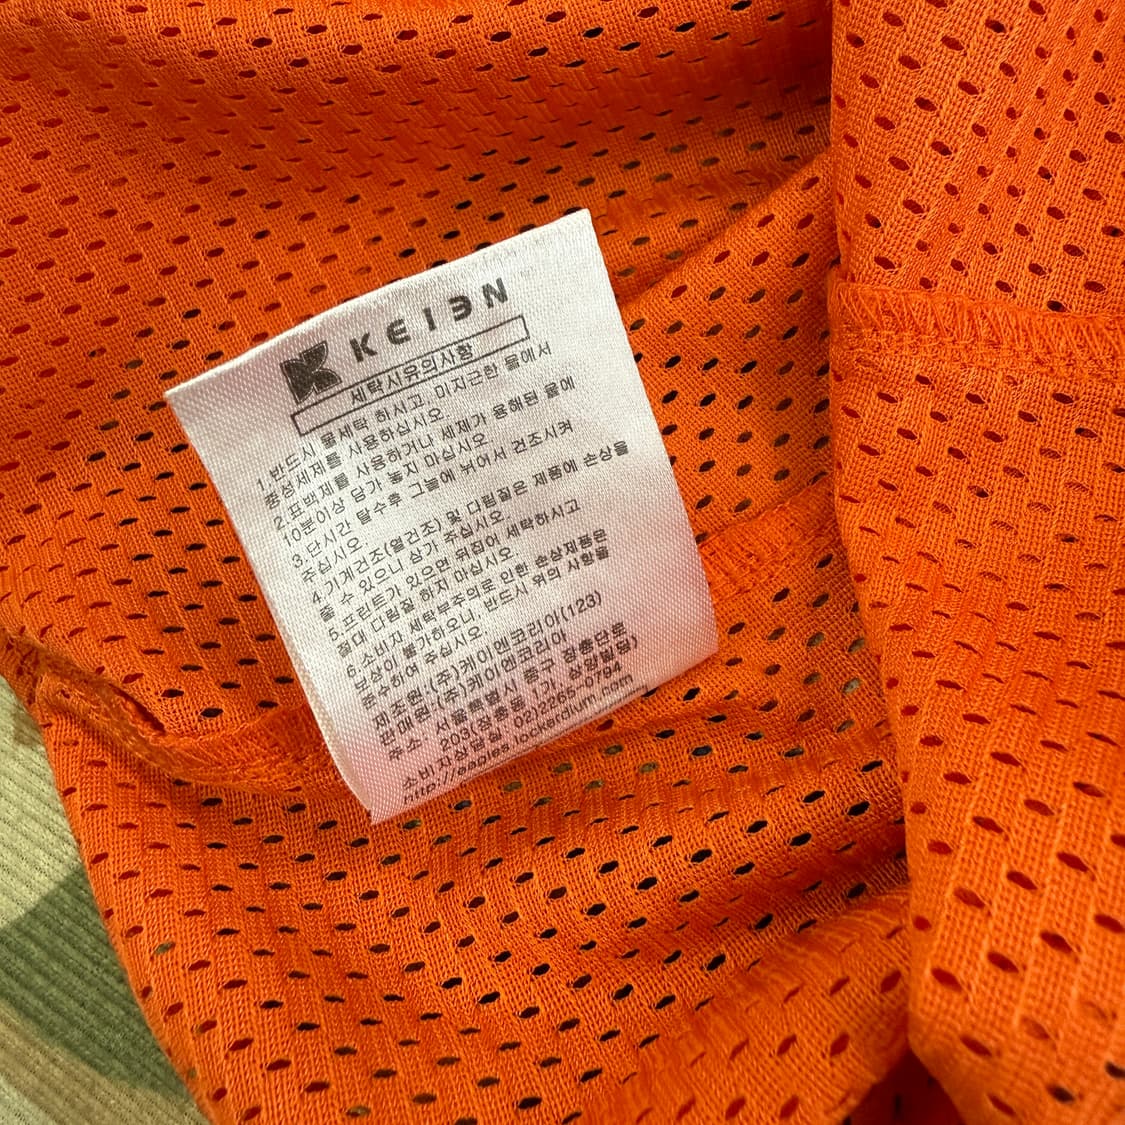 KEIƎN
세탁시유의사항
1.반드시 물세탁 하시고, 미지근한 물에서
중성세제를 사용하십시오.
2.표백제를 사용하거나 세제가 용해된 물에
10분이상 담가 놓지 마십시오
3.단시간 탈수후 그늘에 뉘어서 건조시켜
주십시오
4.기계건조(열건조) 및 다림질은 제품에 손상을
줄 수 있으니 삼가 주십시오
5.프린트가 있으면 뒤집어 세탁하시고
절대 다림질 하지 마십시오
6.소비자 세탁부주의로 인한 손상제품은
보상이 불가하오니, 반드시 위의 사항을
준수하여 주십시오.
제조원:(주)케이엔코리아(123)
판매원:(주)케이엔코리아
주소: 서울특별시 중구 장충단로
203(장충동 1가,
소비자상담실 02)2265-0794
http://eagles.lockerdium.com